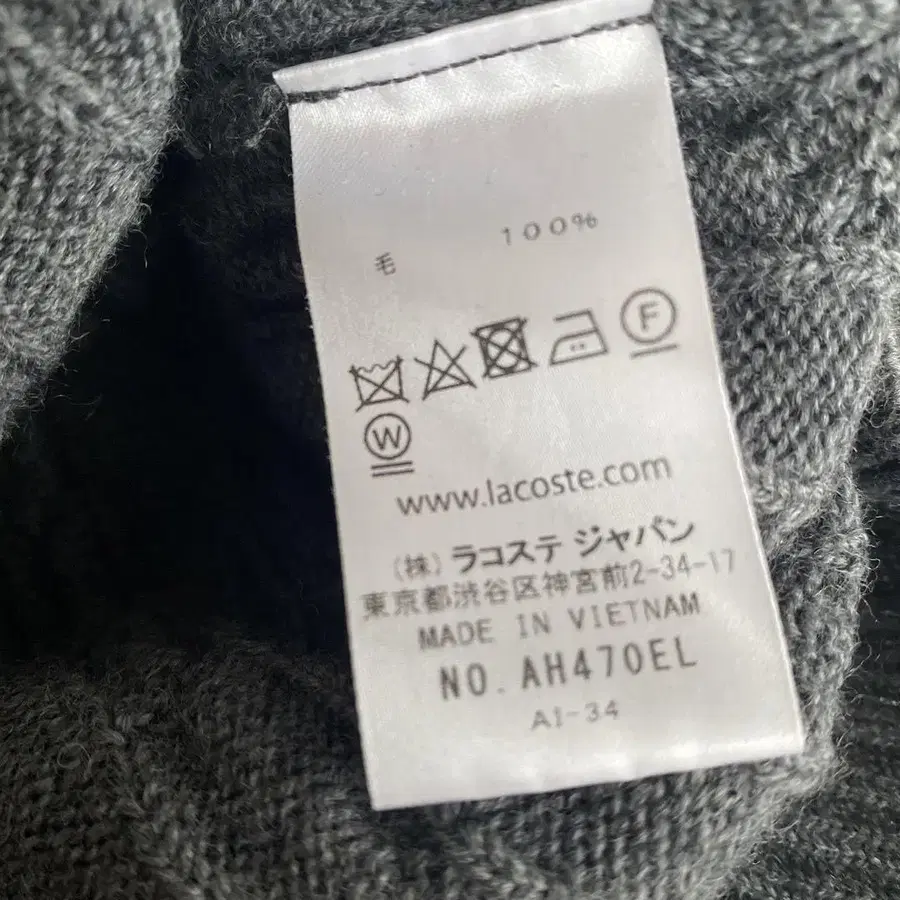 毛 100%
F
W
www.lacoste.com
(株) ラコステ ジャパン
東京都渋谷区神宮前2-34-17
MADE IN VIETNAM
NO. AH470EL
AI-34